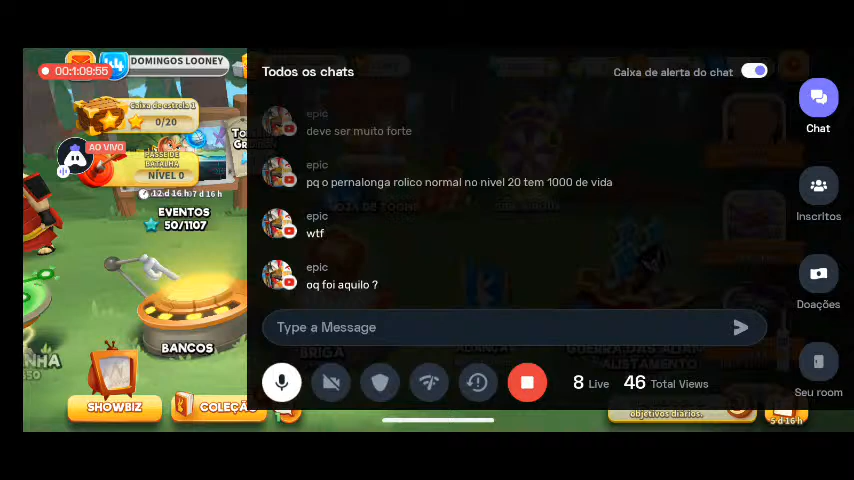 DOMINGOS LOONEY
00:1:09:55
Caixa de estrela 1
0/20
AO VIVO
PASSE DE
BATALHA
NÍVEL 0
12 d 16 h
7 d 16 h
EVENTOS
50/1107
BANCOS
SHOWBIZ
COLEÇÃO
Todos os chats
Caixa de alerta do chat
epic
deve ser muito forte
epic
pq o pernalonga rolico normal no nivel 20 tem 1000 de vida
epic
wtf
epic
oq foi aquilo ?
Type a Message
8 Live
46 Total Views
Chat
Inscritos
Doações
Seu room
BRIGA
objetivos diários.
5 d 16 h